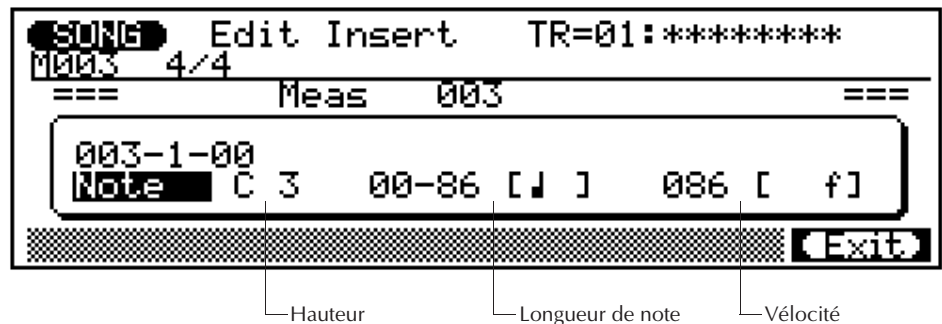 SONG Edit Insert TR=01:********
M003 4/4
=== Meas 003 ===
003-1-00
Note C 3 00-86 [♩ ] 086 [ f]
Exit
Hauteur Longueur de note Vélocité